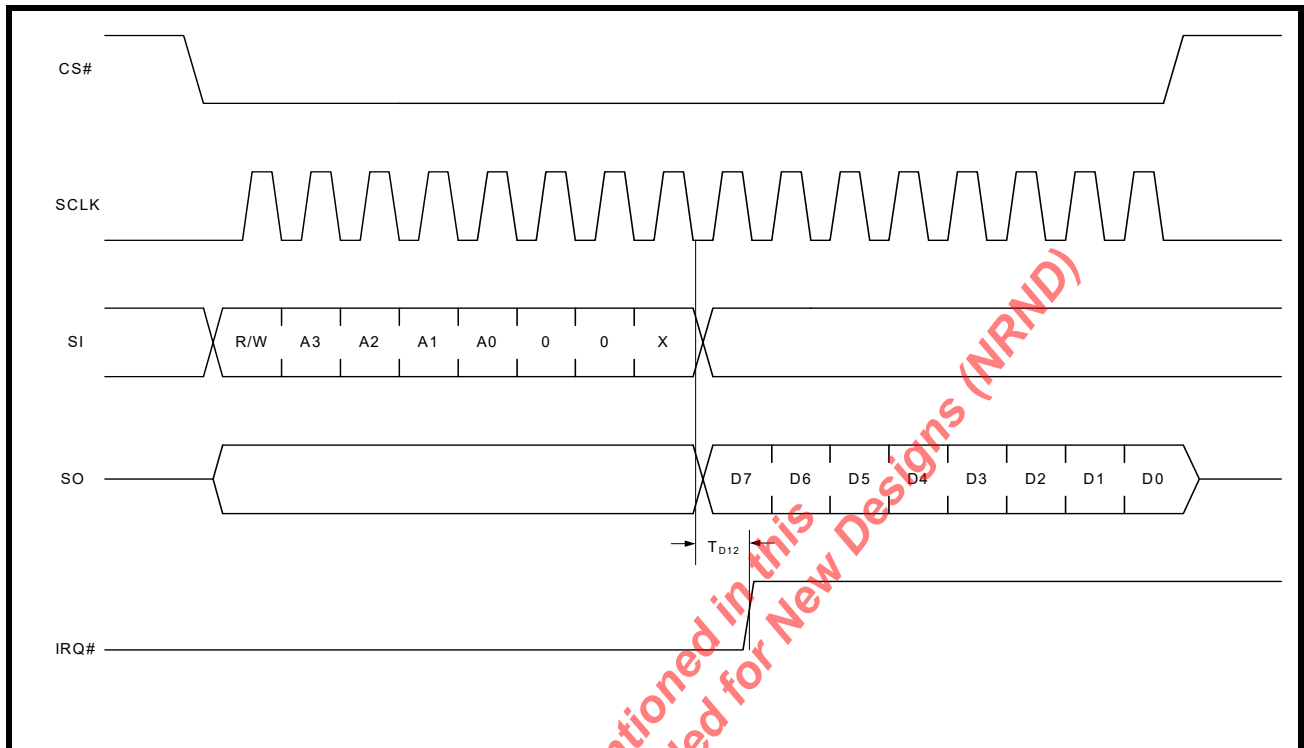 CS#
SCLK
SI R/W A3 A2 A1 A0 0 0 X
SO D7 D6 D5 D4 D3 D2 D1 D0
TD12
IRQ#
in this
for New Designs (NRND)